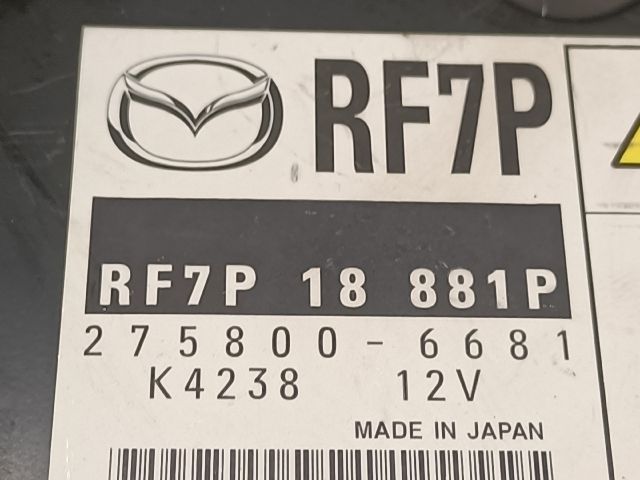 RF7P
RF7P 18 881P
275800-6681
K4238 12V
MADE IN JAPAN